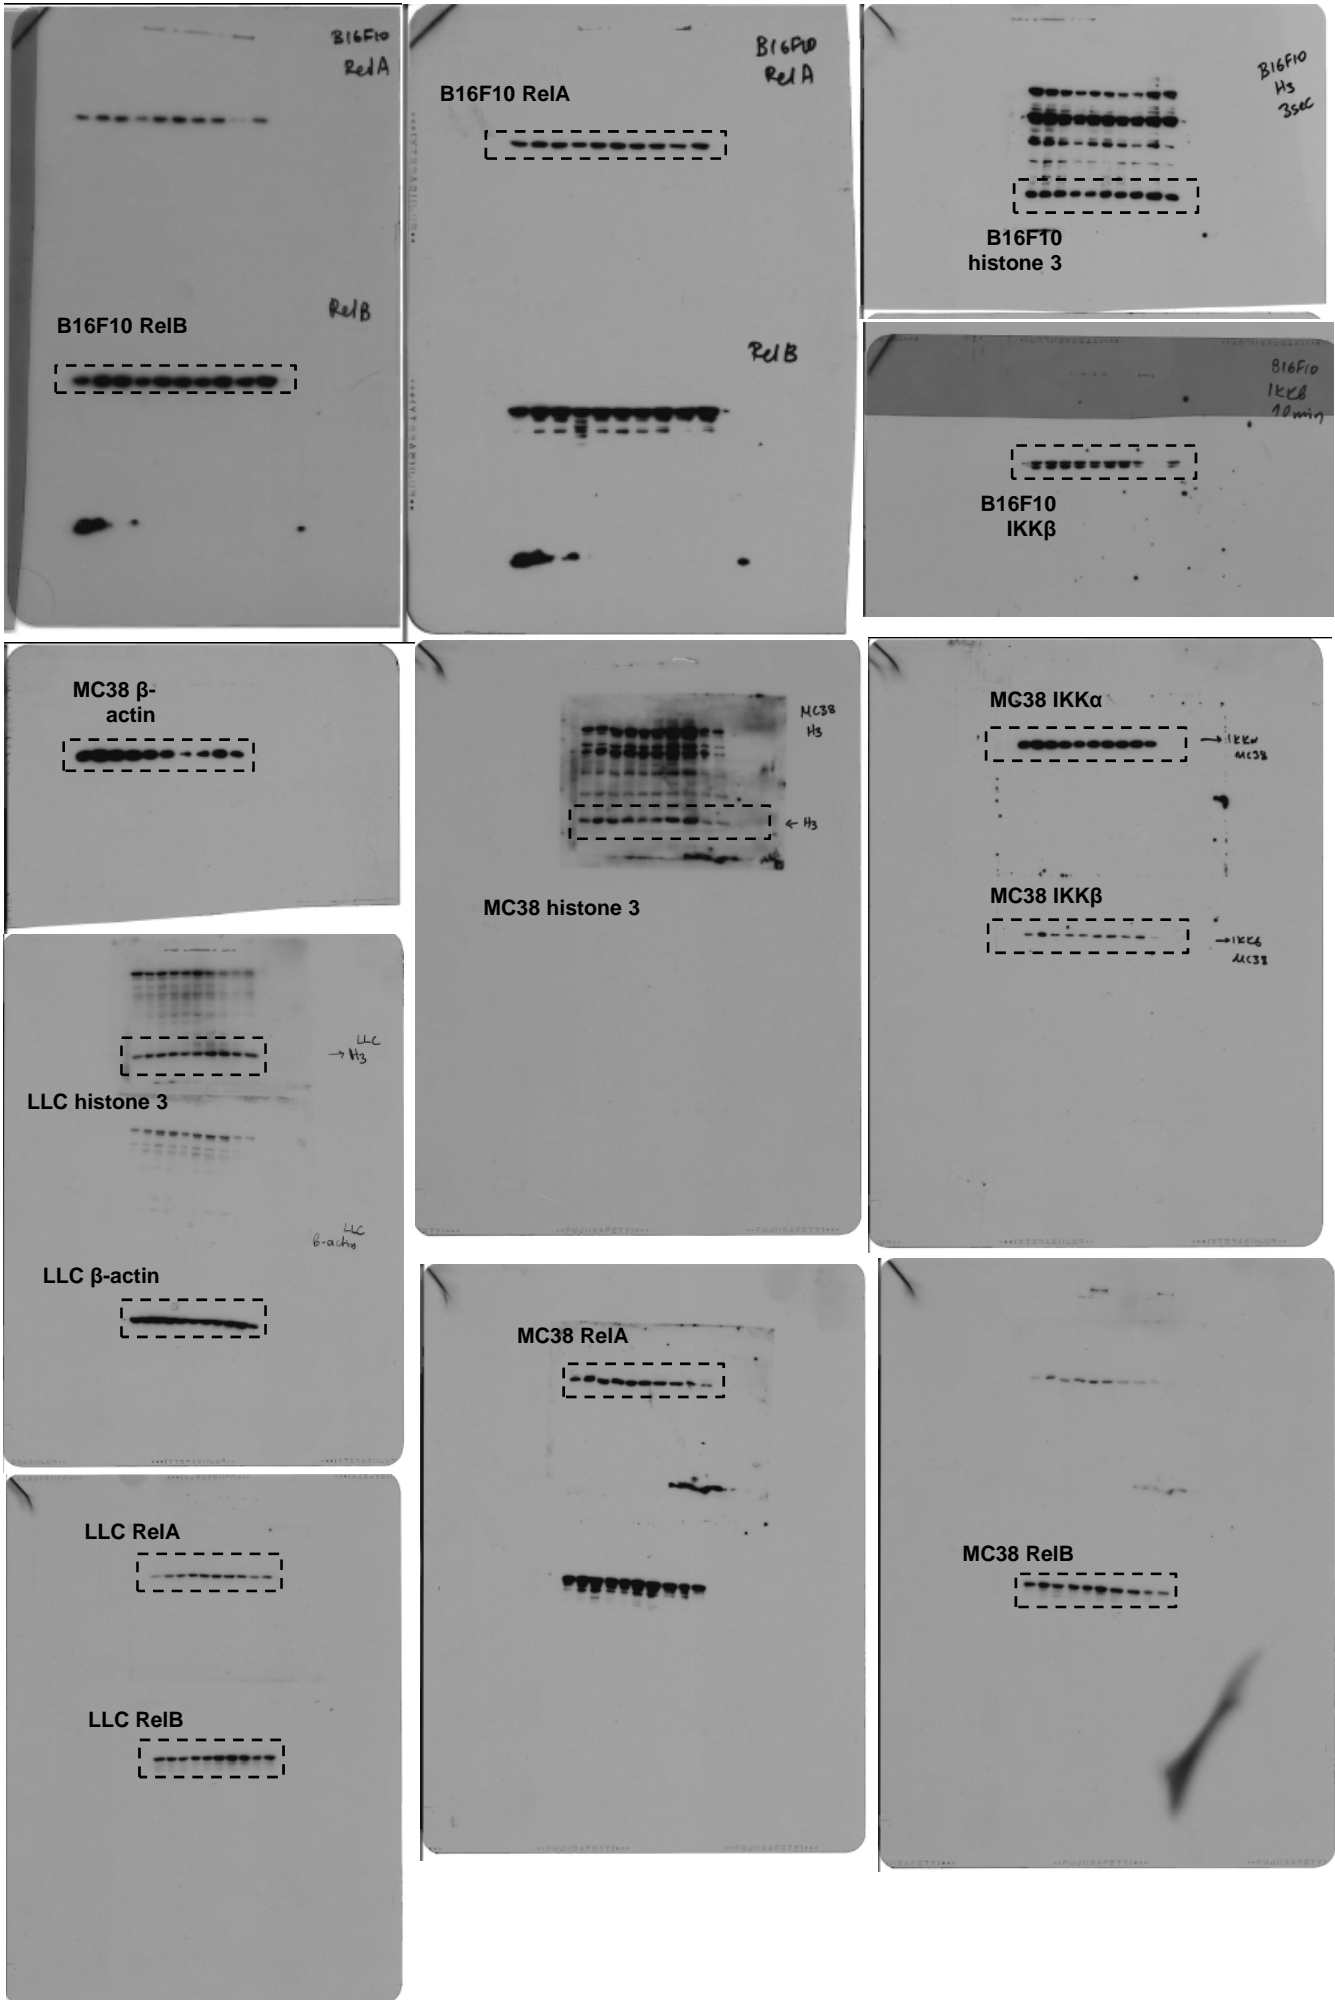 B16F10
RelA
B16F10 RelB
RelB
B16F10
RelA
B16F10 RelA
RelB
B16F10
H3
3sec
B16F10
histone 3
B16F10
IKKβ
10min
B16F10
IKKβ
MC38 β-
actin
MC38
H3
← H3
MC38 histone 3
MC38 IKKα
→ IKKα
MC38
MC38 IKKβ
→ IKKβ
MC38
LLC
→ H3
LLC histone 3
LLC
β-actin
LLC β-actin
MC38 RelA
MC38 RelB
LLC RelA
LLC RelB